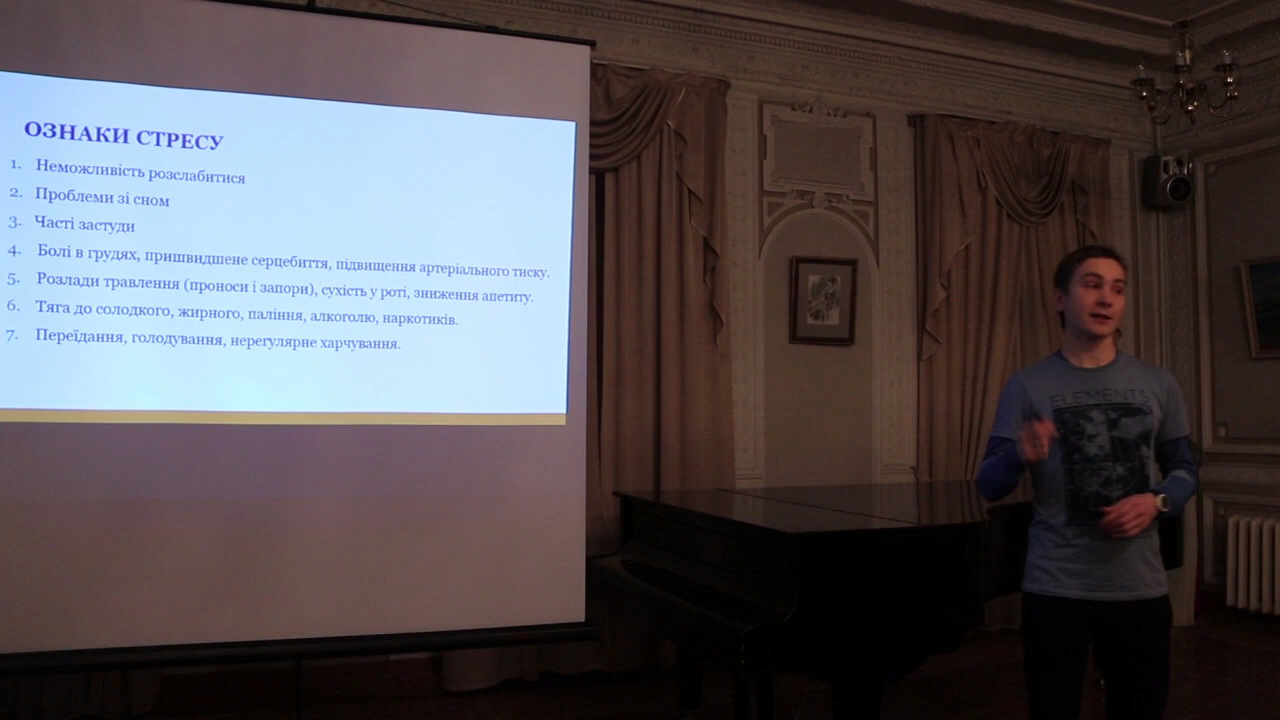 ОЗНАКИ СТРЕСУ
1. Неможливість розслабитися
2. Проблеми зі сном
3. Часті застуди
4. Болі в грудях, пришвидшене серцебиття, підвищення артеріального тиску.
5. Розлади травлення (проноси і запори), сухість у роті, зниження апетиту.
6. Тяга до солодкого, жирного, паління, алкоголю, наркотиків.
7. Переїдання, голодування, нерегулярне харчування.
ELEMENTS